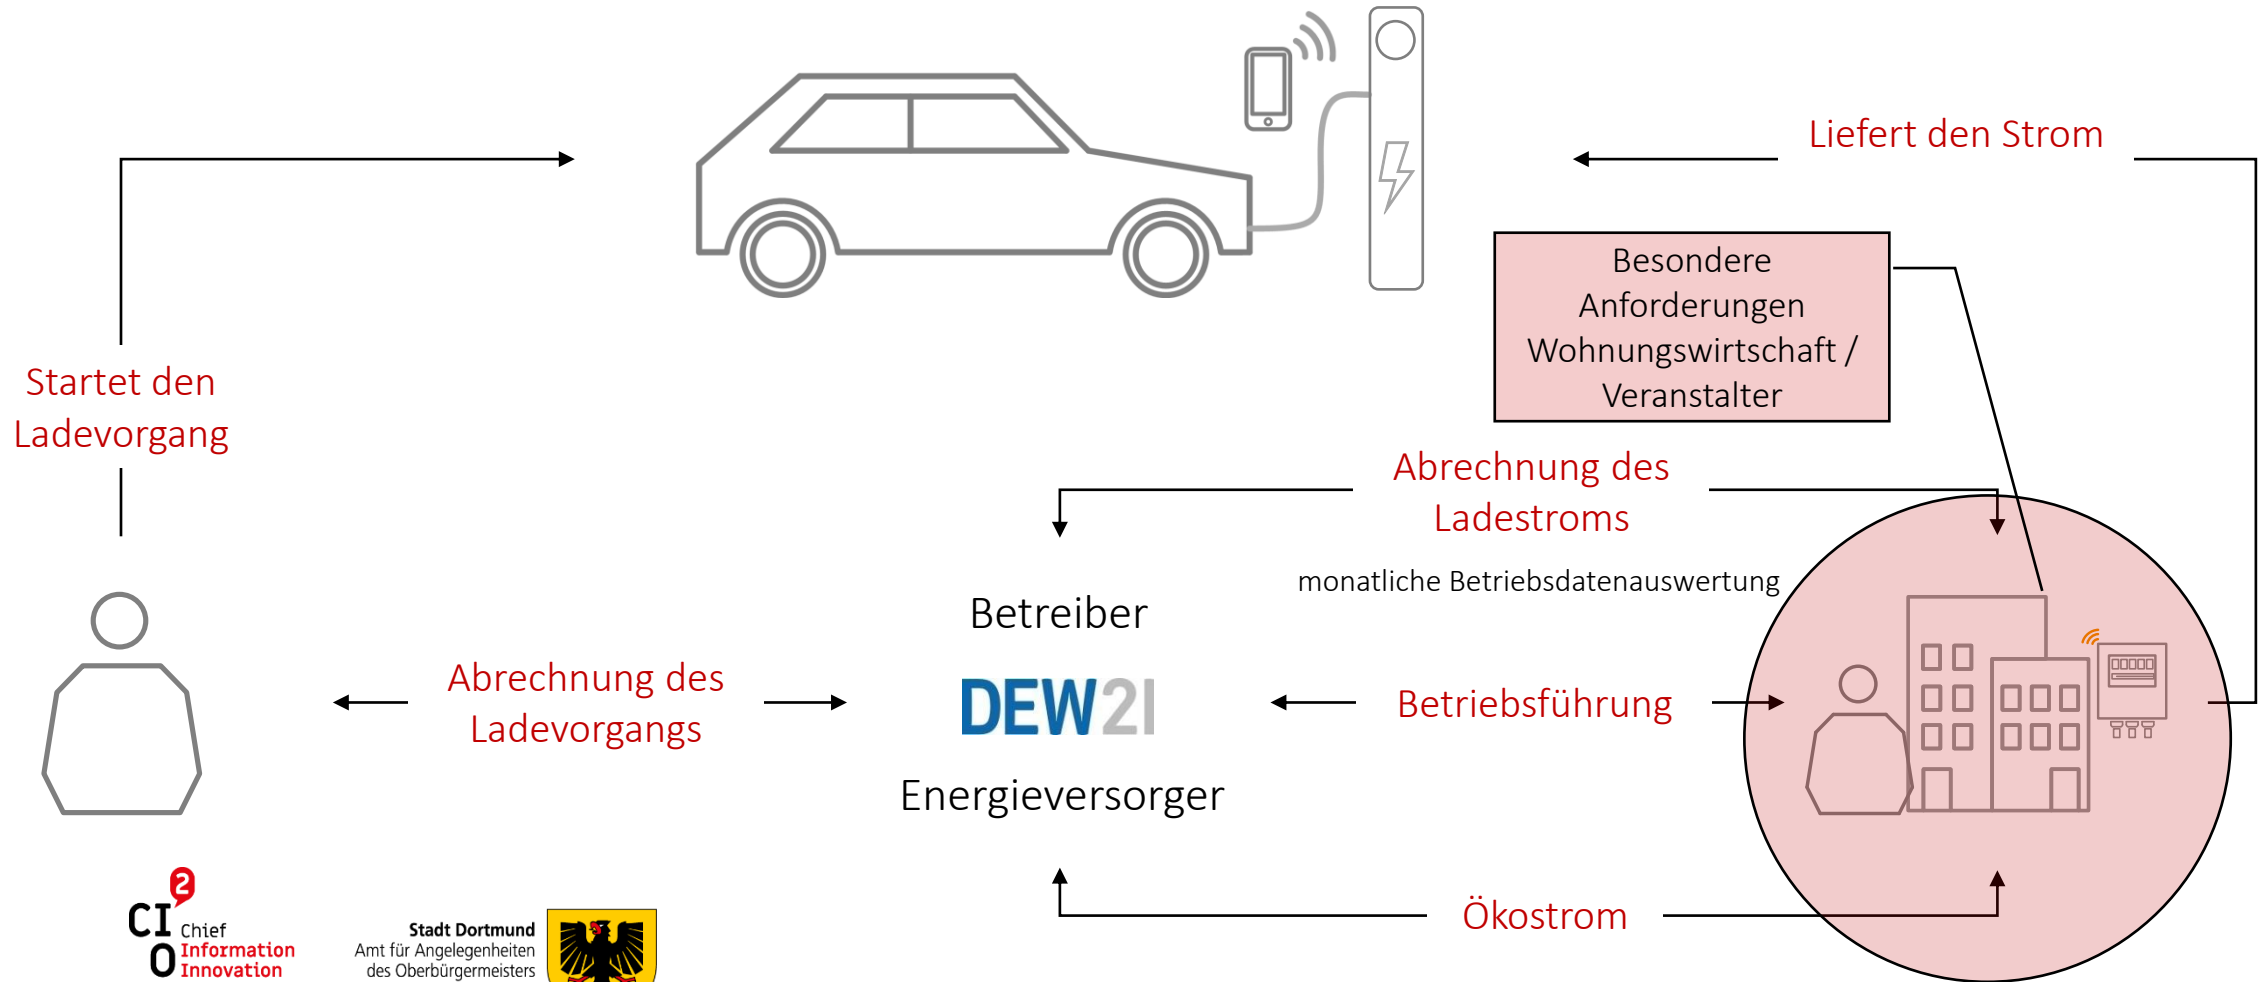 Liefert den Strom
Besondere
Anforderungen
Wohnungswirtschaft /
Veranstalter
Startet den
Ladevorgang
Abrechnung des
Ladestroms
monatliche Betriebsdatenauswertung
Betreiber
Abrechnung des
Ladevorgangs
DEW21
Betriebsführung
Energieversorger
Ökostrom
CIO2
Chief
Information
Innovation
Stadt Dortmund
Amt für Angelegenheiten
des Oberbürgermeisters